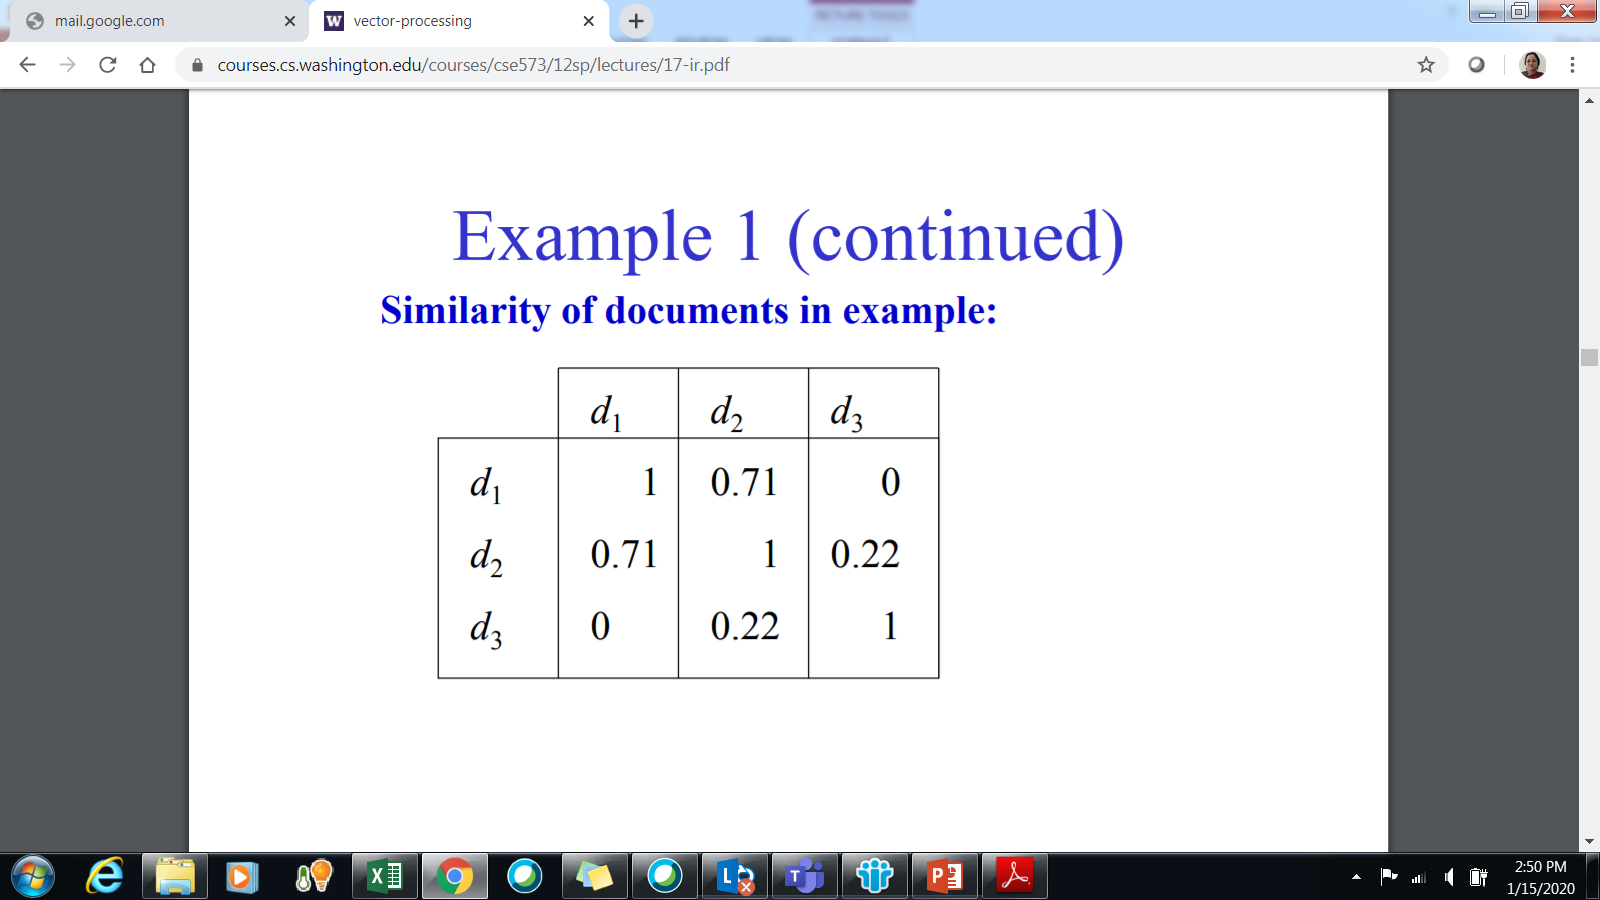 mail.google.com
vector-processing
courses.cs.washington.edu/courses/cse573/12sp/lectures/17-ir.pdf
Example 1 (continued)
Similarity of documents in example:
d1 d2 d3
d1 1 0.71 0
d2 0.71 1 0.22
d3 0 0.22 1
2:50 PM
1/15/2020